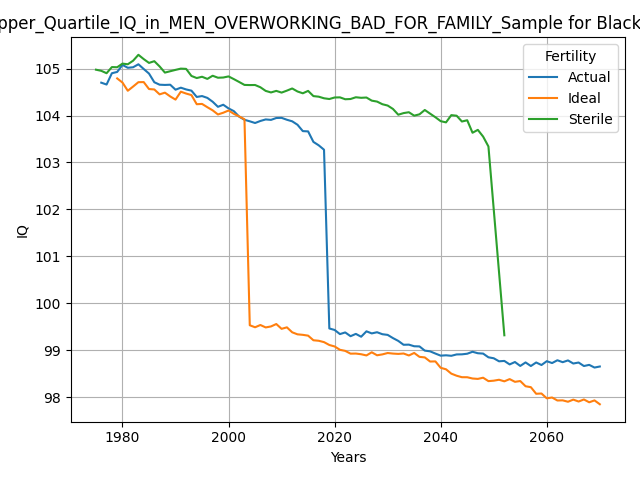 pper_Quartile_IQ_in_MEN_OVERWORKING_BAD_FOR_FAMILY_Sample for Black
Fertility
Actual
Ideal
Sterile
105
104
103
102
101
100
99
98
IQ
1980
2000
2020
2040
2060
Years